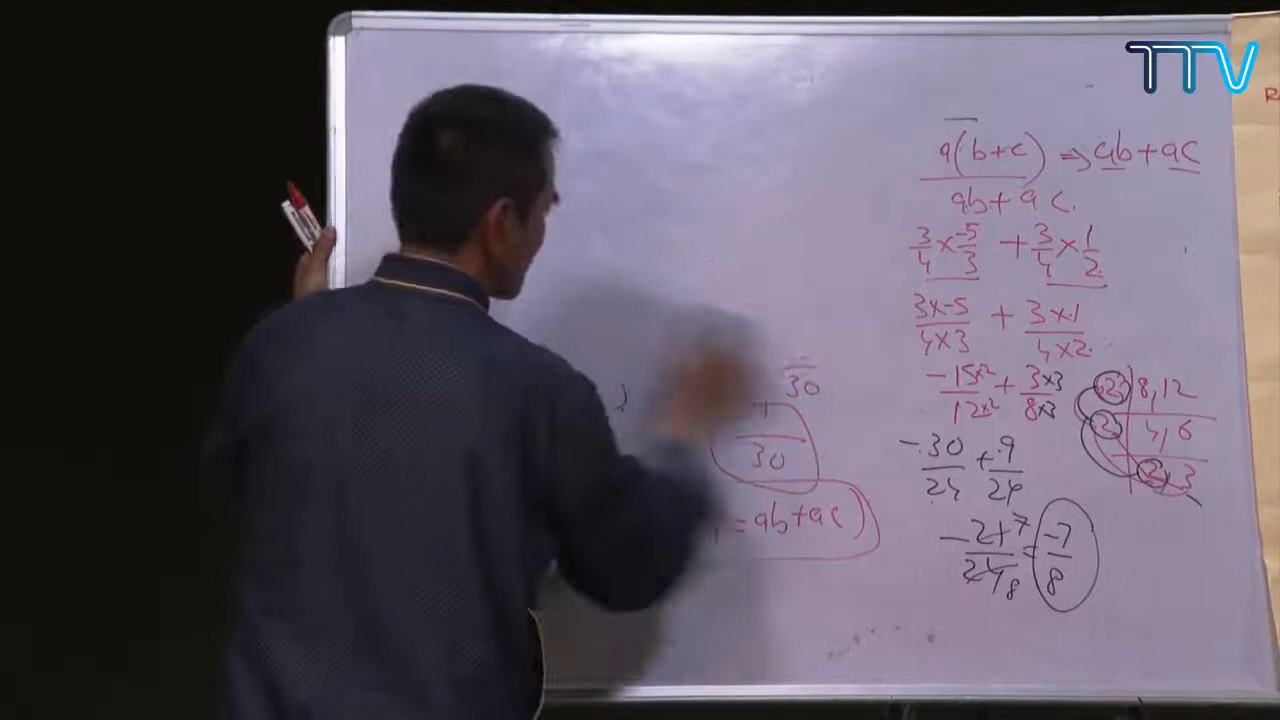 TTV
a(b+c) ⇒ ab+ac
ab+ac.
3/4 × -5/3 + 3/4 × 1/2
3×-5/4×3 + 3×1/4×2
-15×2/12×2 + 3×3/8×3
2 | 8,12
2 | 4,6
2,3
-30/24 + 9/24
-21 7/24 8 = -7/8
30
30
= ab+ac)